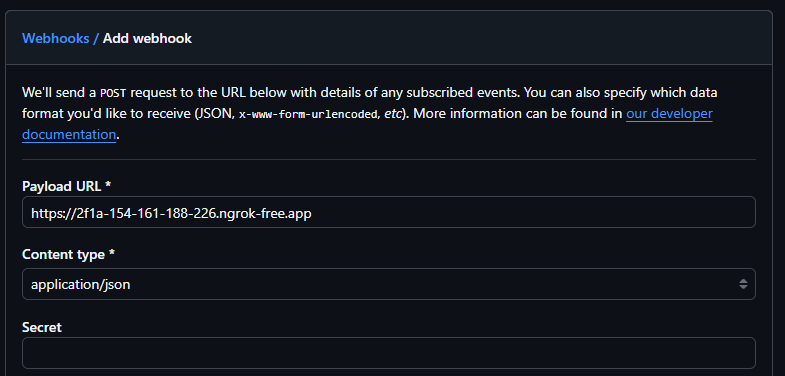 Webhooks / Add webhook
We'll send a POST request to the URL below with details of any subscribed events. You can also specify which data
format you'd like to receive (JSON, x-www-form-urlencoded, etc). More information can be found in our developer
documentation.
Payload URL *
https://2f1a-154-161-188-226.ngrok-free.app
Content type *
application/json
Secret